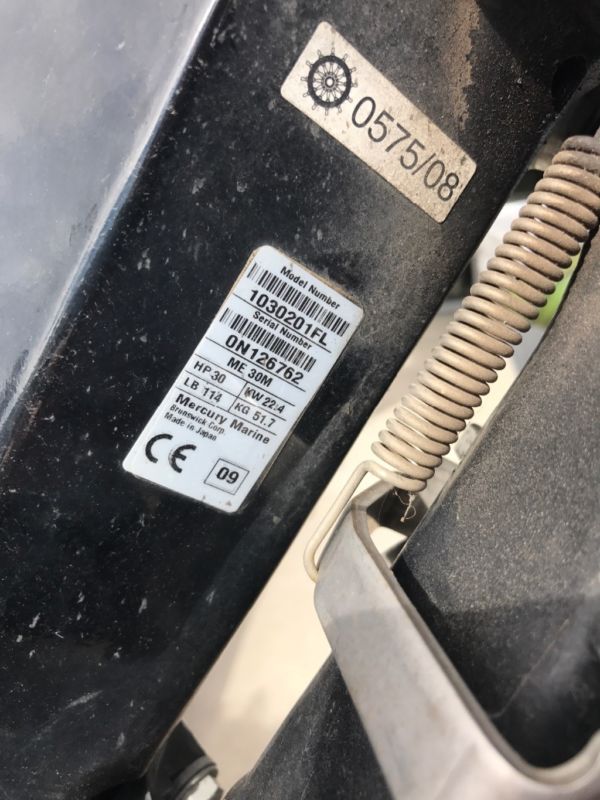 0575/08
Model Number
1030201FL
Serial Number
0N126762
ME 30M
HP 30 KW 22.4
LB 114 KG 51.7
Mercury Marine
Brunswick Corp.
Made in Japan
CE 09